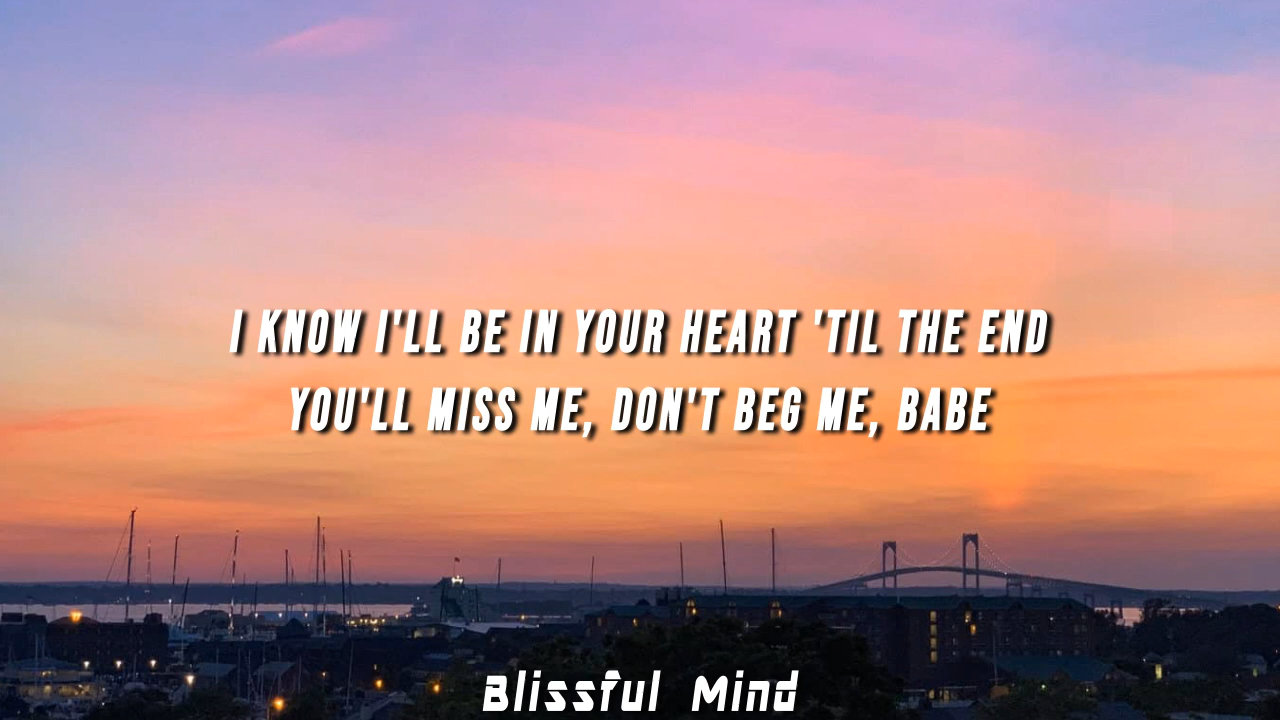 I KNOW I'LL BE IN YOUR HEART 'TIL THE END
YOU'LL MISS ME, DON'T BEG ME, BABE
Blissful Mind